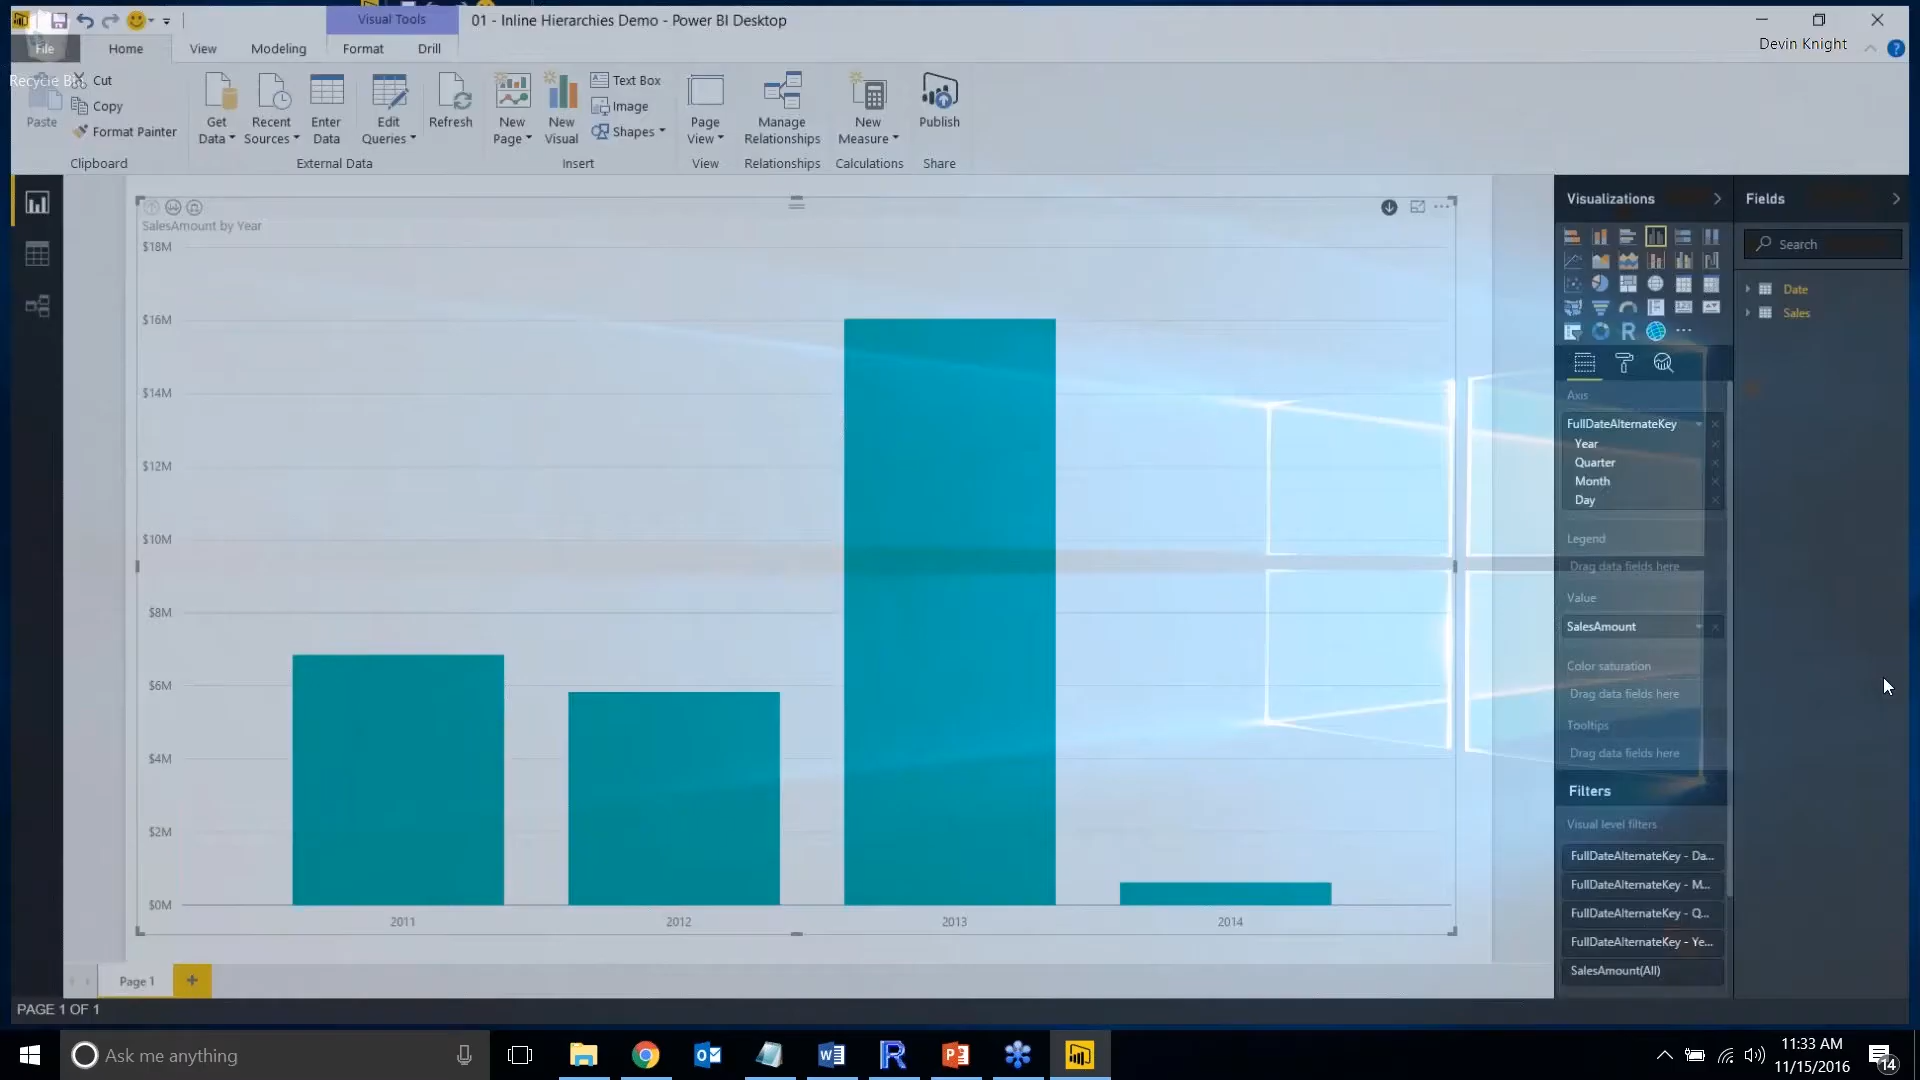 Visual Tools
01 - Inline Hierarchies Demo - Power BI Desktop
Devin Knight
File
Home
View
Modeling
Format
Drill
Recycle Bin
Paste
Cut
Copy
Format Painter
Clipboard
Get Data
Recent Sources
Enter Data
Edit Queries
Refresh
External Data
New Page
New Visual
Text Box
Image
Shapes
Insert
Page View
View
Manage Relationships
Relationships
New Measure
Calculations
Publish
Share
SalesAmount by Year
$18M
$16M
$14M
$12M
$10M
$8M
$6M
$4M
$2M
$0M
2011
2012
2013
2014
Visualizations
Axis
FullDateAlternateKey
Year
Quarter
Month
Day
Legend
Drag data fields here
Value
SalesAmount
Color saturation
Drag data fields here
Tooltips
Drag data fields here
Filters
Visual level filters
FullDateAlternateKey - Da...
FullDateAlternateKey - M...
FullDateAlternateKey - Q...
FullDateAlternateKey - Ye...
SalesAmount(All)
Fields
Search
Date
Sales
Page 1
PAGE 1 OF 1
Ask me anything
11:33 AM
11/15/2016
14